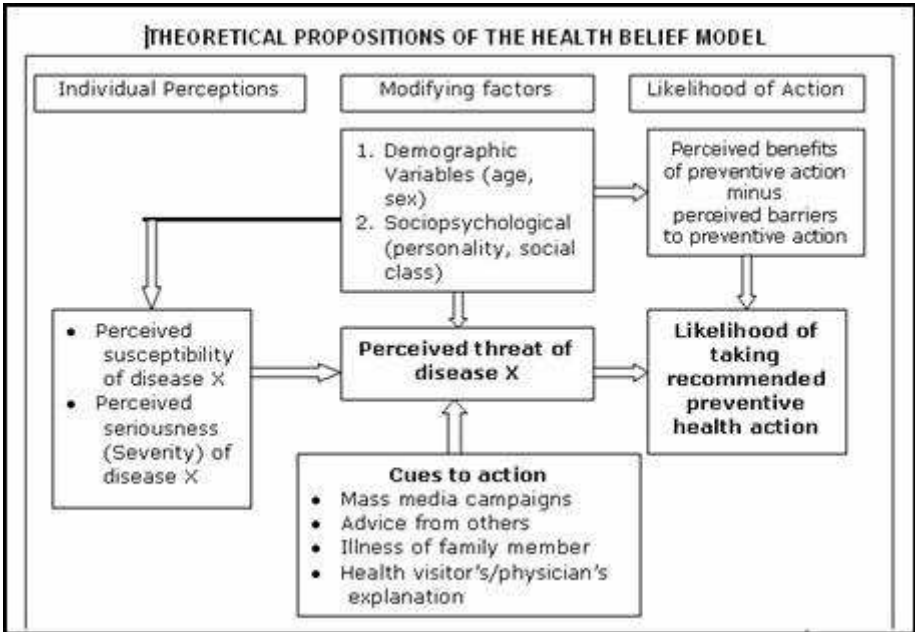 THEORETICAL PROPOSITIONS OF THE HEALTH BELIEF MODEL
Individual Perceptions
Modifying factors
Likelihood of Action
1. Demographic
Variables (age,
sex)
2. Sociopsychological
(personality, social
class)
Perceived benefits
of preventive action
minus
perceived barriers
to preventive action
• Perceived
susceptibility
of disease X
• Perceived
seriousness
(Severity) of
disease X
Perceived threat of
disease X
Likelihood of
taking
recommended
preventive
health action
Cues to action
• Mass media campaigns
• Advice from others
• Illness of family member
• Health visitor's/physician's
explanation